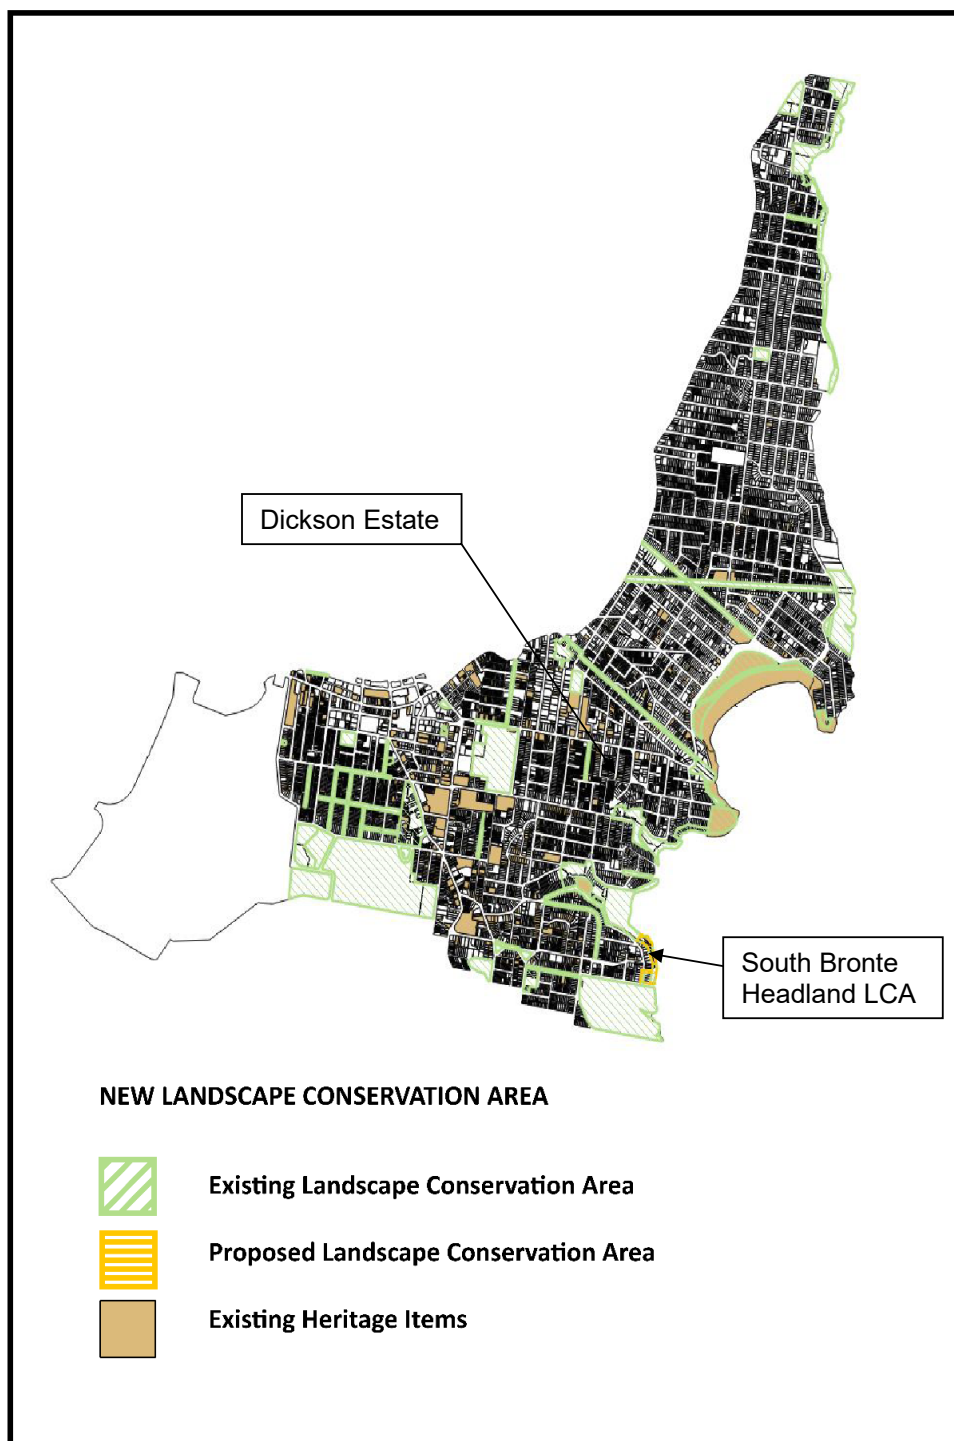 Dickson Estate
South Bronte
Headland LCA
NEW LANDSCAPE CONSERVATION AREA
Existing Landscape Conservation Area
Proposed Landscape Conservation Area
Existing Heritage Items